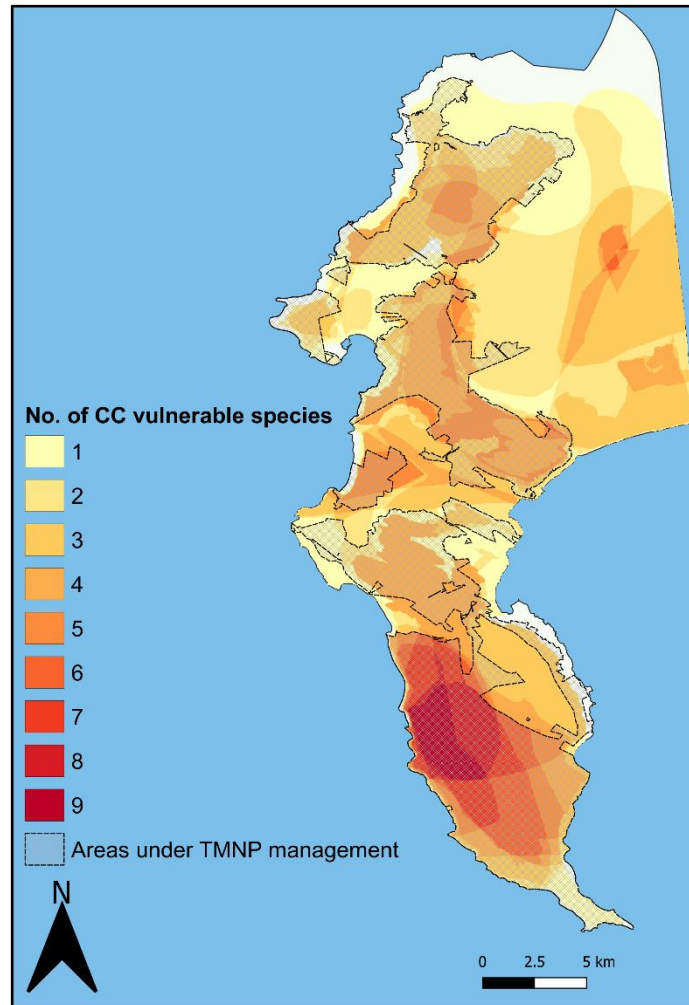 No. of CC vulnerable species
1
2
3
4
5
6
7
8
9
Areas under TMNP management
N
0 2.5 5 km